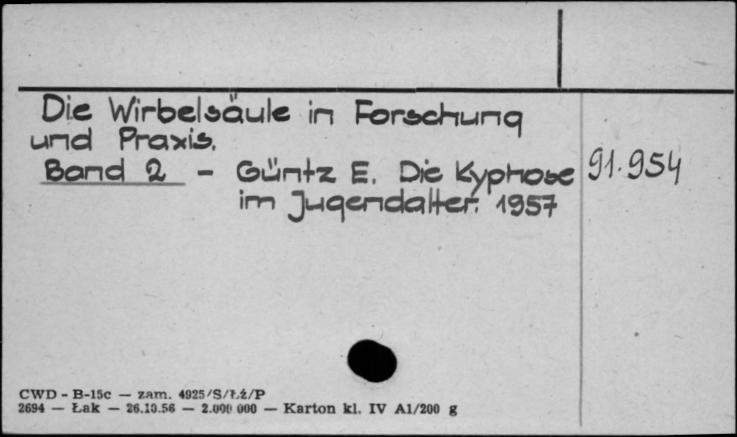 Die Wirbelsäule in Forschung
und Praxis.
Band 2 - Güntz E. Die Kyphose 91.954
im Jugendalter. 1957
CWD - B-15c — zam. 4925/S/Łż/P
2694 — Łak — 26.10.56 — 2.000 000 — Karton kl. IV A1/200 g